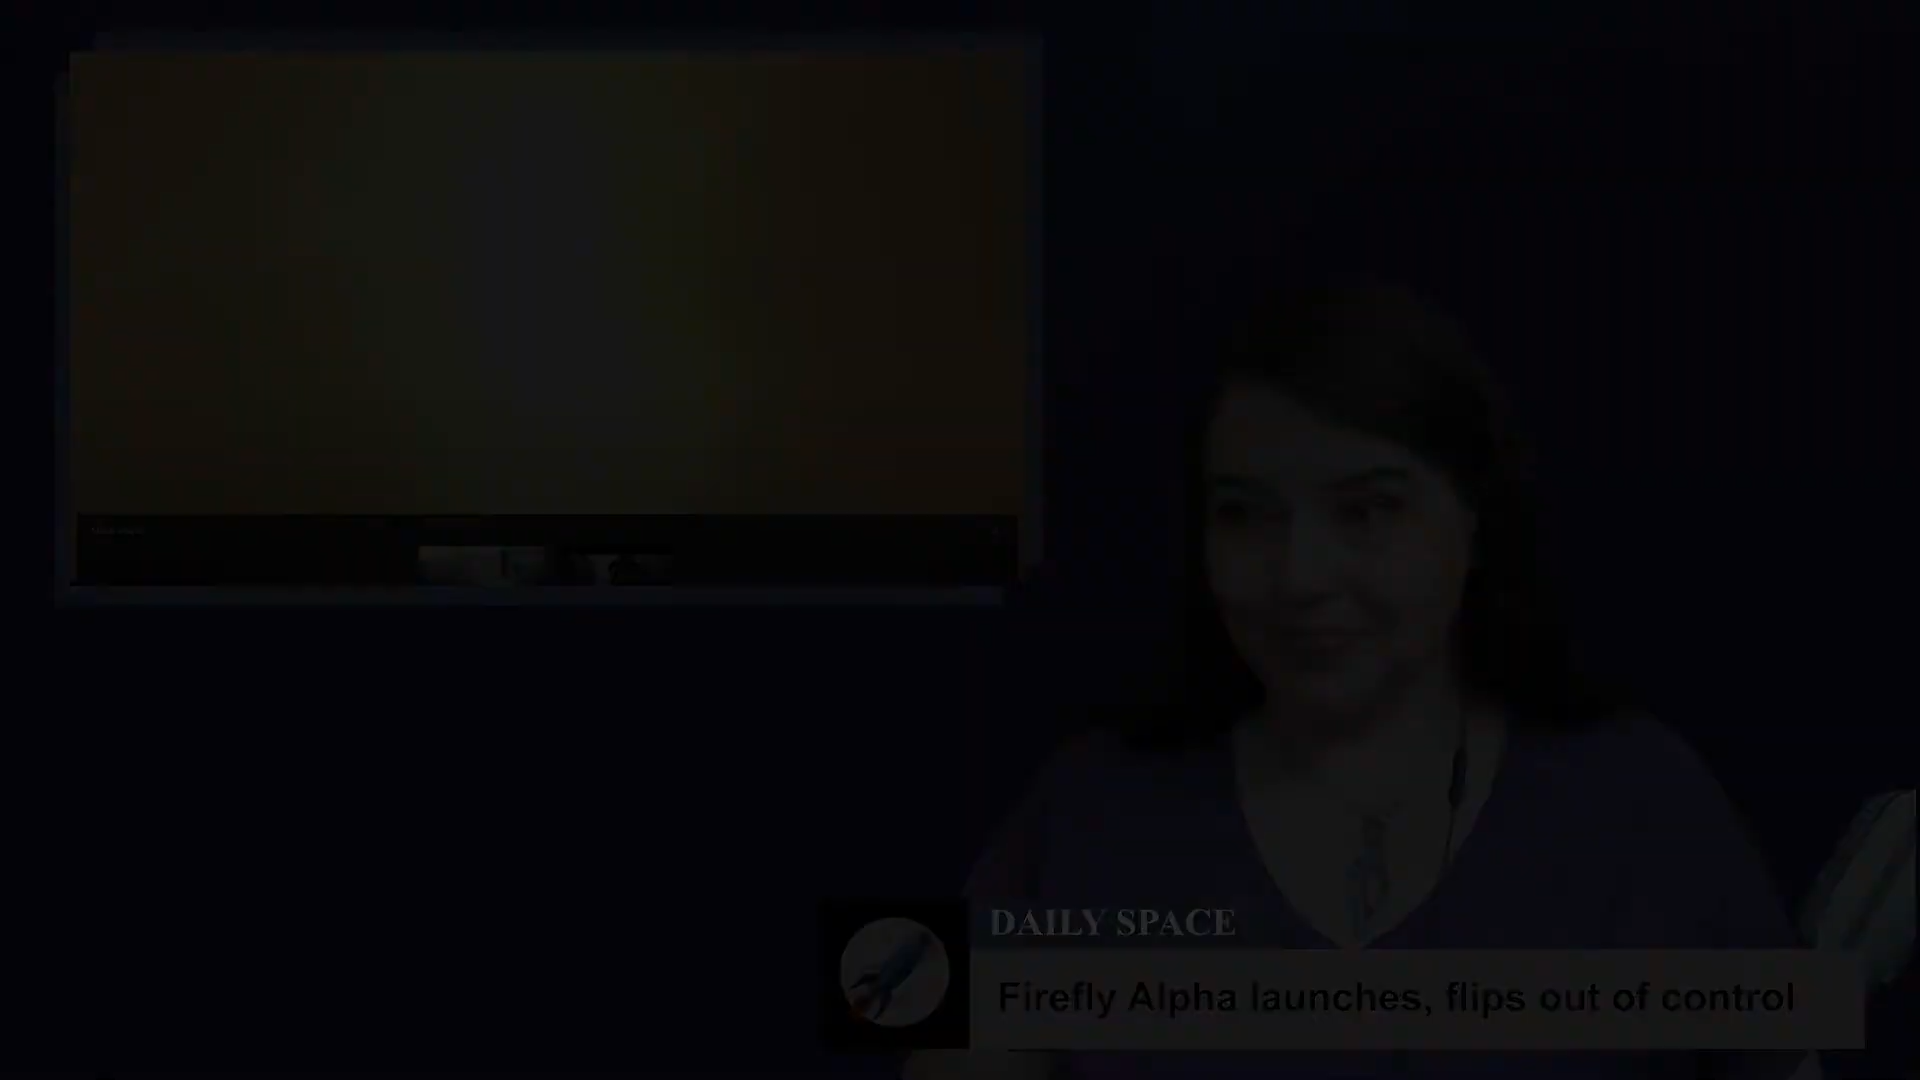 DAILY SPACE
Firefly Alpha launches, flips out of control